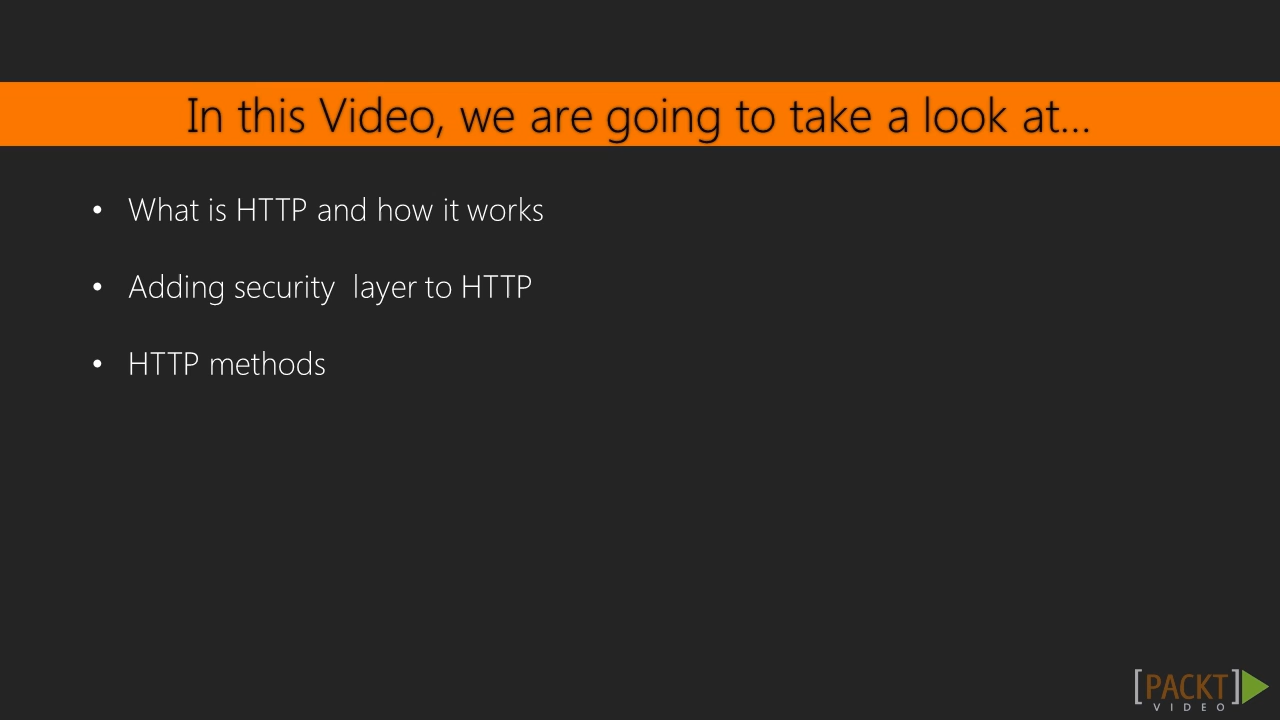 In this Video, we are going to take a look at...
• What is HTTP and how it works
• Adding security  layer to HTTP
• HTTP methods
[PACKT]
VIDEO